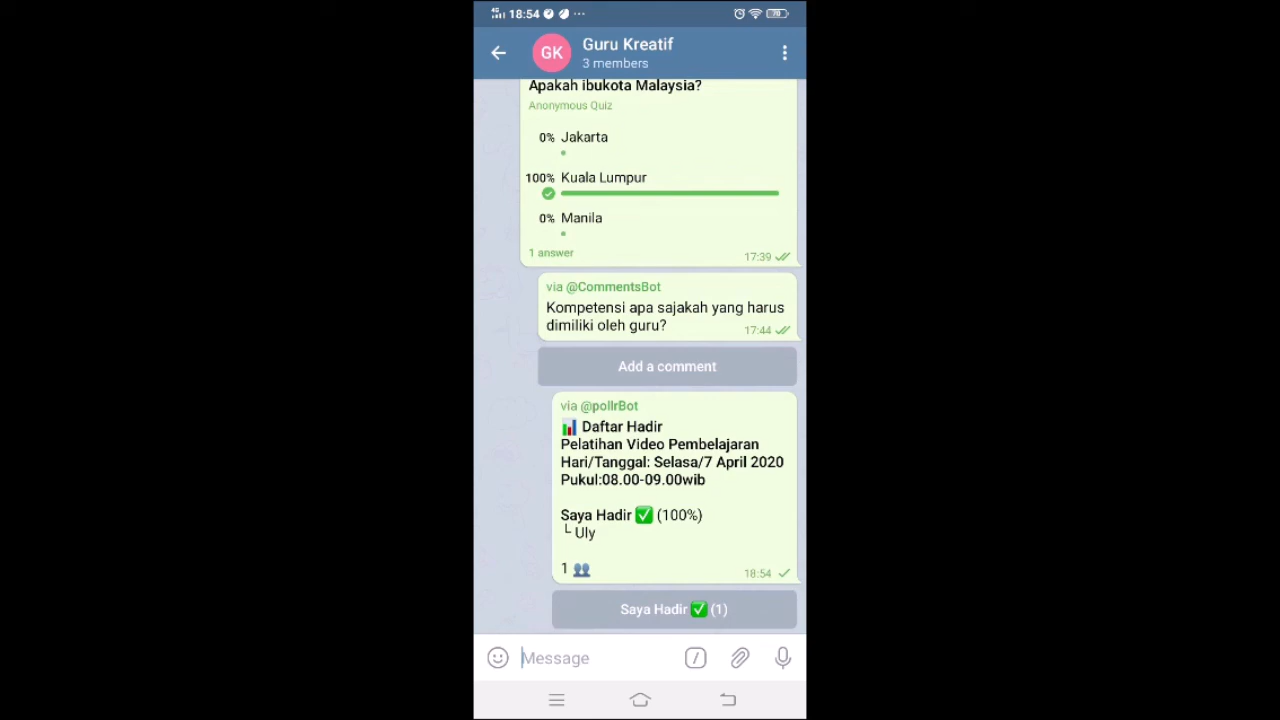 4G 18:54 70
GK Guru Kreatif
3 members
Apakah ibukota Malaysia?
Anonymous Quiz
0% Jakarta
100% Kuala Lumpur
0% Manila
1 answer 17:39
via @CommentsBot
Kompetensi apa sajakah yang harus
dimiliki oleh guru? 17:44
Add a comment
via @pollrBot
📊 Daftar Hadir
Pelatihan Video Pembelajaran
Hari/Tanggal: Selasa/7 April 2020
Pukul:08.00-09.00wib
Saya Hadir ✅ (100%)
└ Uly
1 👥 18:54
Saya Hadir ✅ (1)
Message